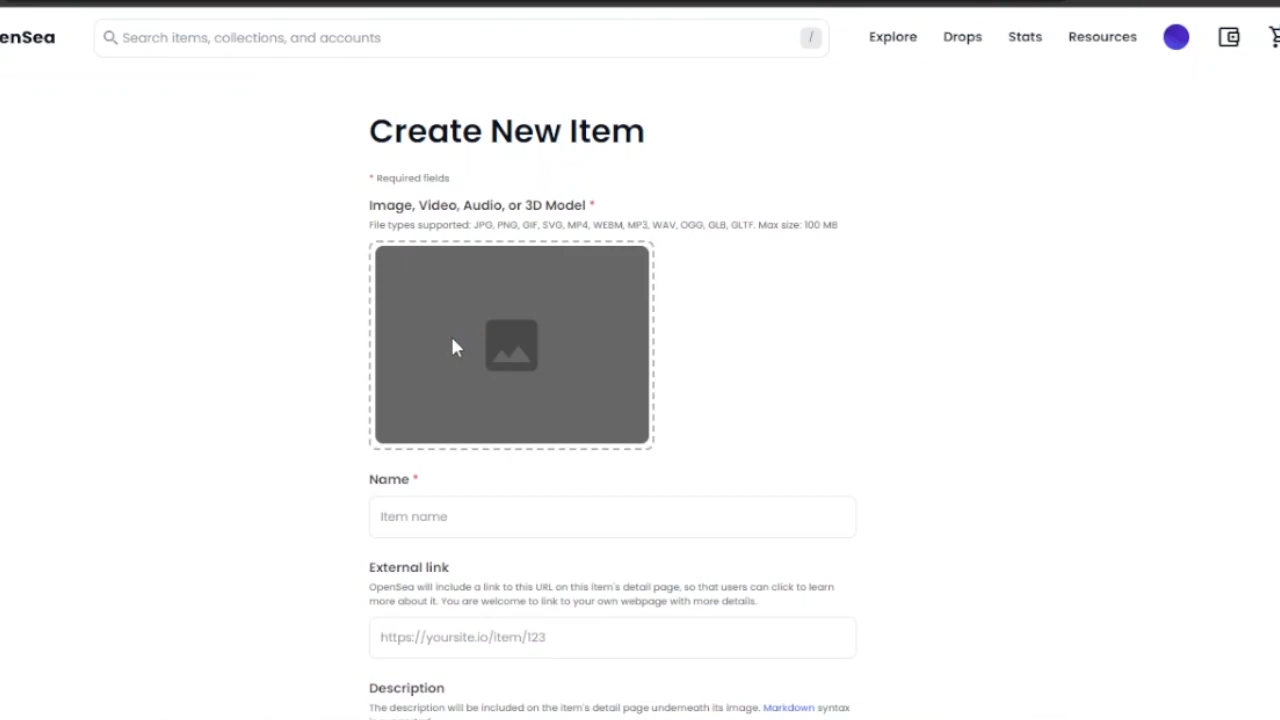 enSea
Search items, collections, and accounts
/
Explore
Drops
Stats
Resources
Create New Item
* Required fields
Image, Video, Audio, or 3D Model *
File types supported: JPG, PNG, GIF, SVG, MP4, WEBM, MP3, WAV, OGG, GLB, GLTF. Max size: 100 MB
Name *
Item name
External link
OpenSea will include a link to this URL on this item's detail page, so that users can click to learn
more about it. You are welcome to link to your own webpage with more details.
https://yoursite.io/item/123
Description
The description will be included on the item's detail page underneath its image. Markdown syntax